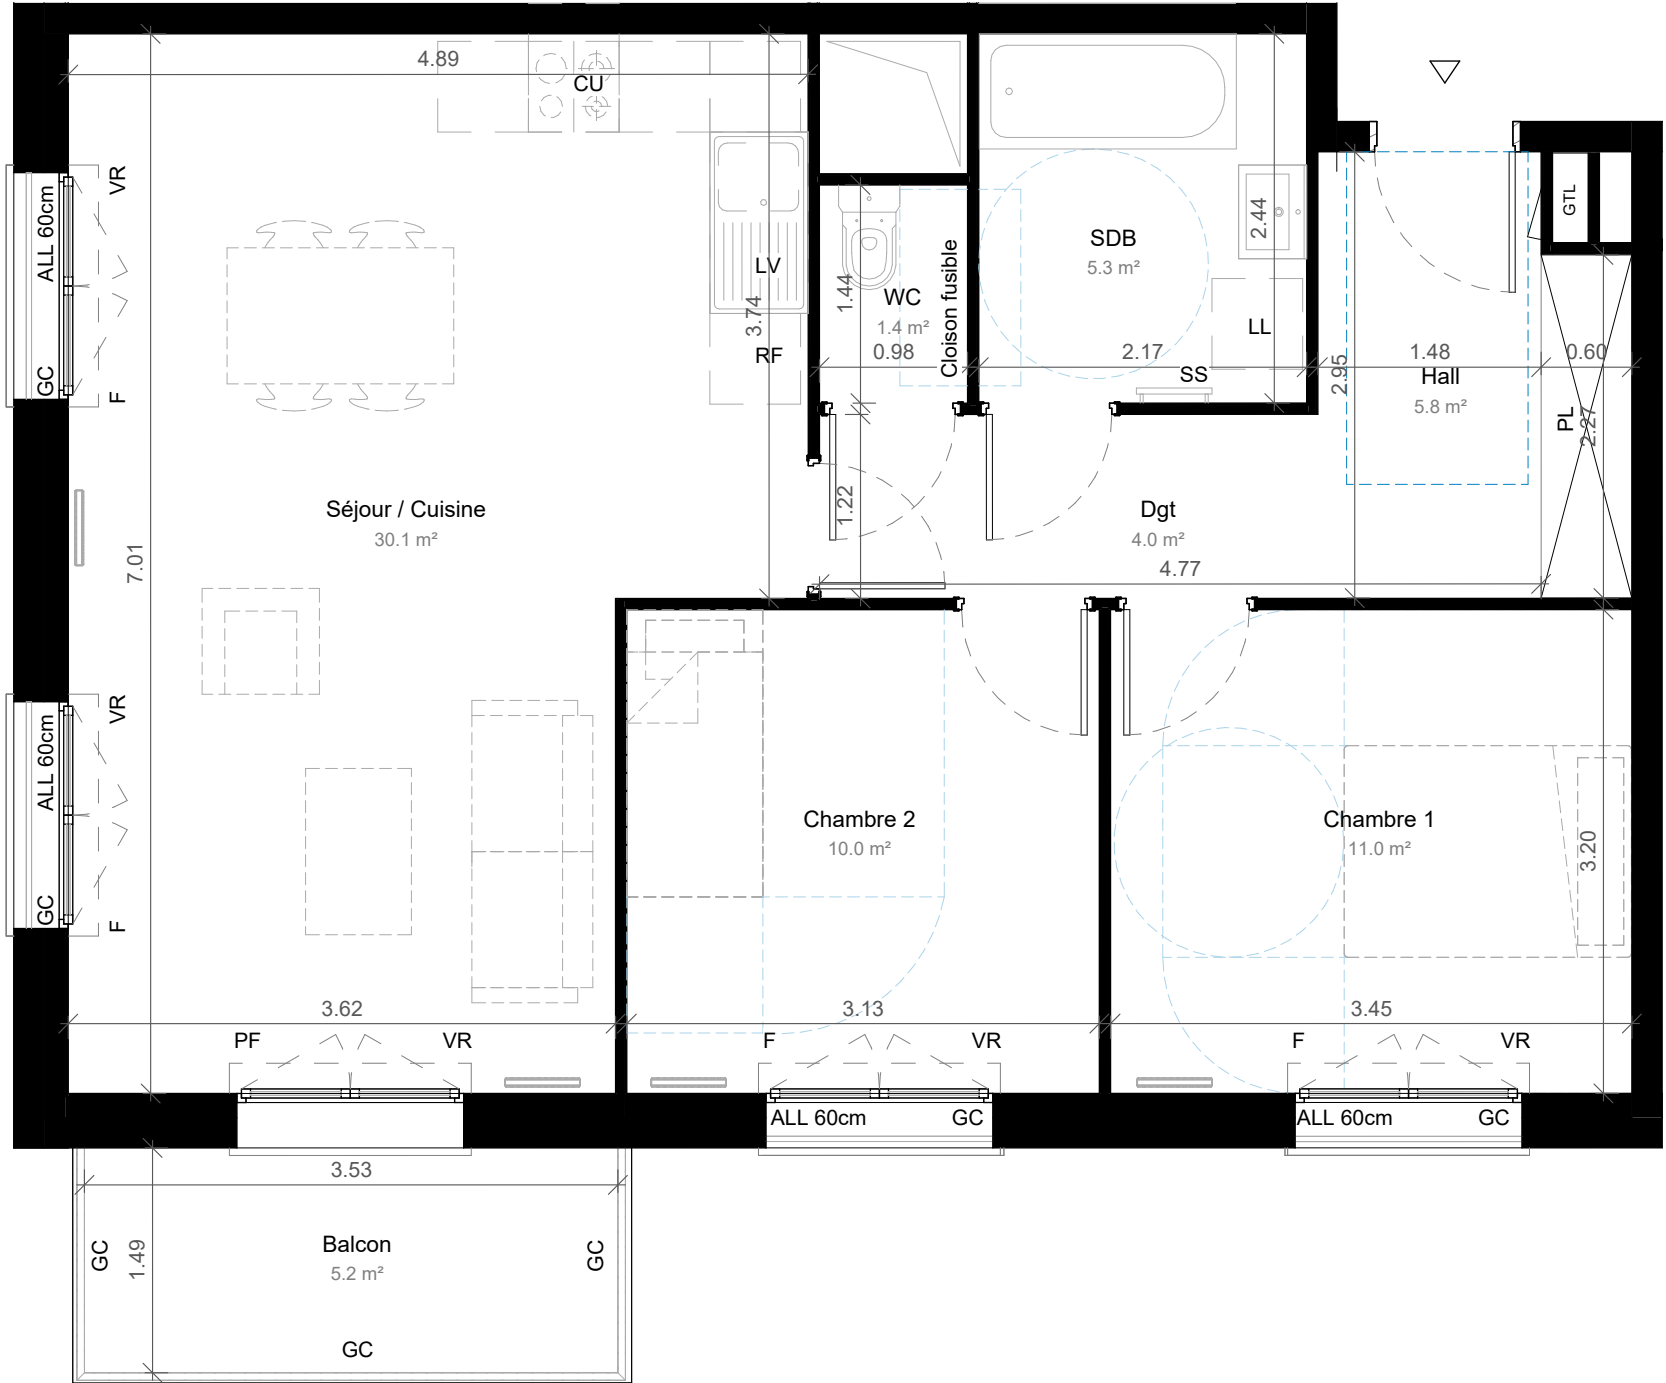 4.89
CU
VR
ALL 60cm
GC
F
LV
3.74
RF
1.44
WC
1.4 m²
0.98
Cloison fusible
SDB
5.3 m²
2.44
LL
2.17
SS
GTL
2.95
1.48
0.60
Hall
5.8 m²
PL
2.27
Séjour / Cuisine
30.1 m²
7.01
1.22
Dgt
4.0 m²
4.77
VR
ALL 60cm
GC
F
Chambre 2
10.0 m²
Chambre 1
11.0 m²
3.20
3.62
3.13
3.45
PF
VR
F
VR
F
VR
ALL 60cm
GC
ALL 60cm
GC
3.53
Balcon
5.2 m²
GC
1.49
GC
GC